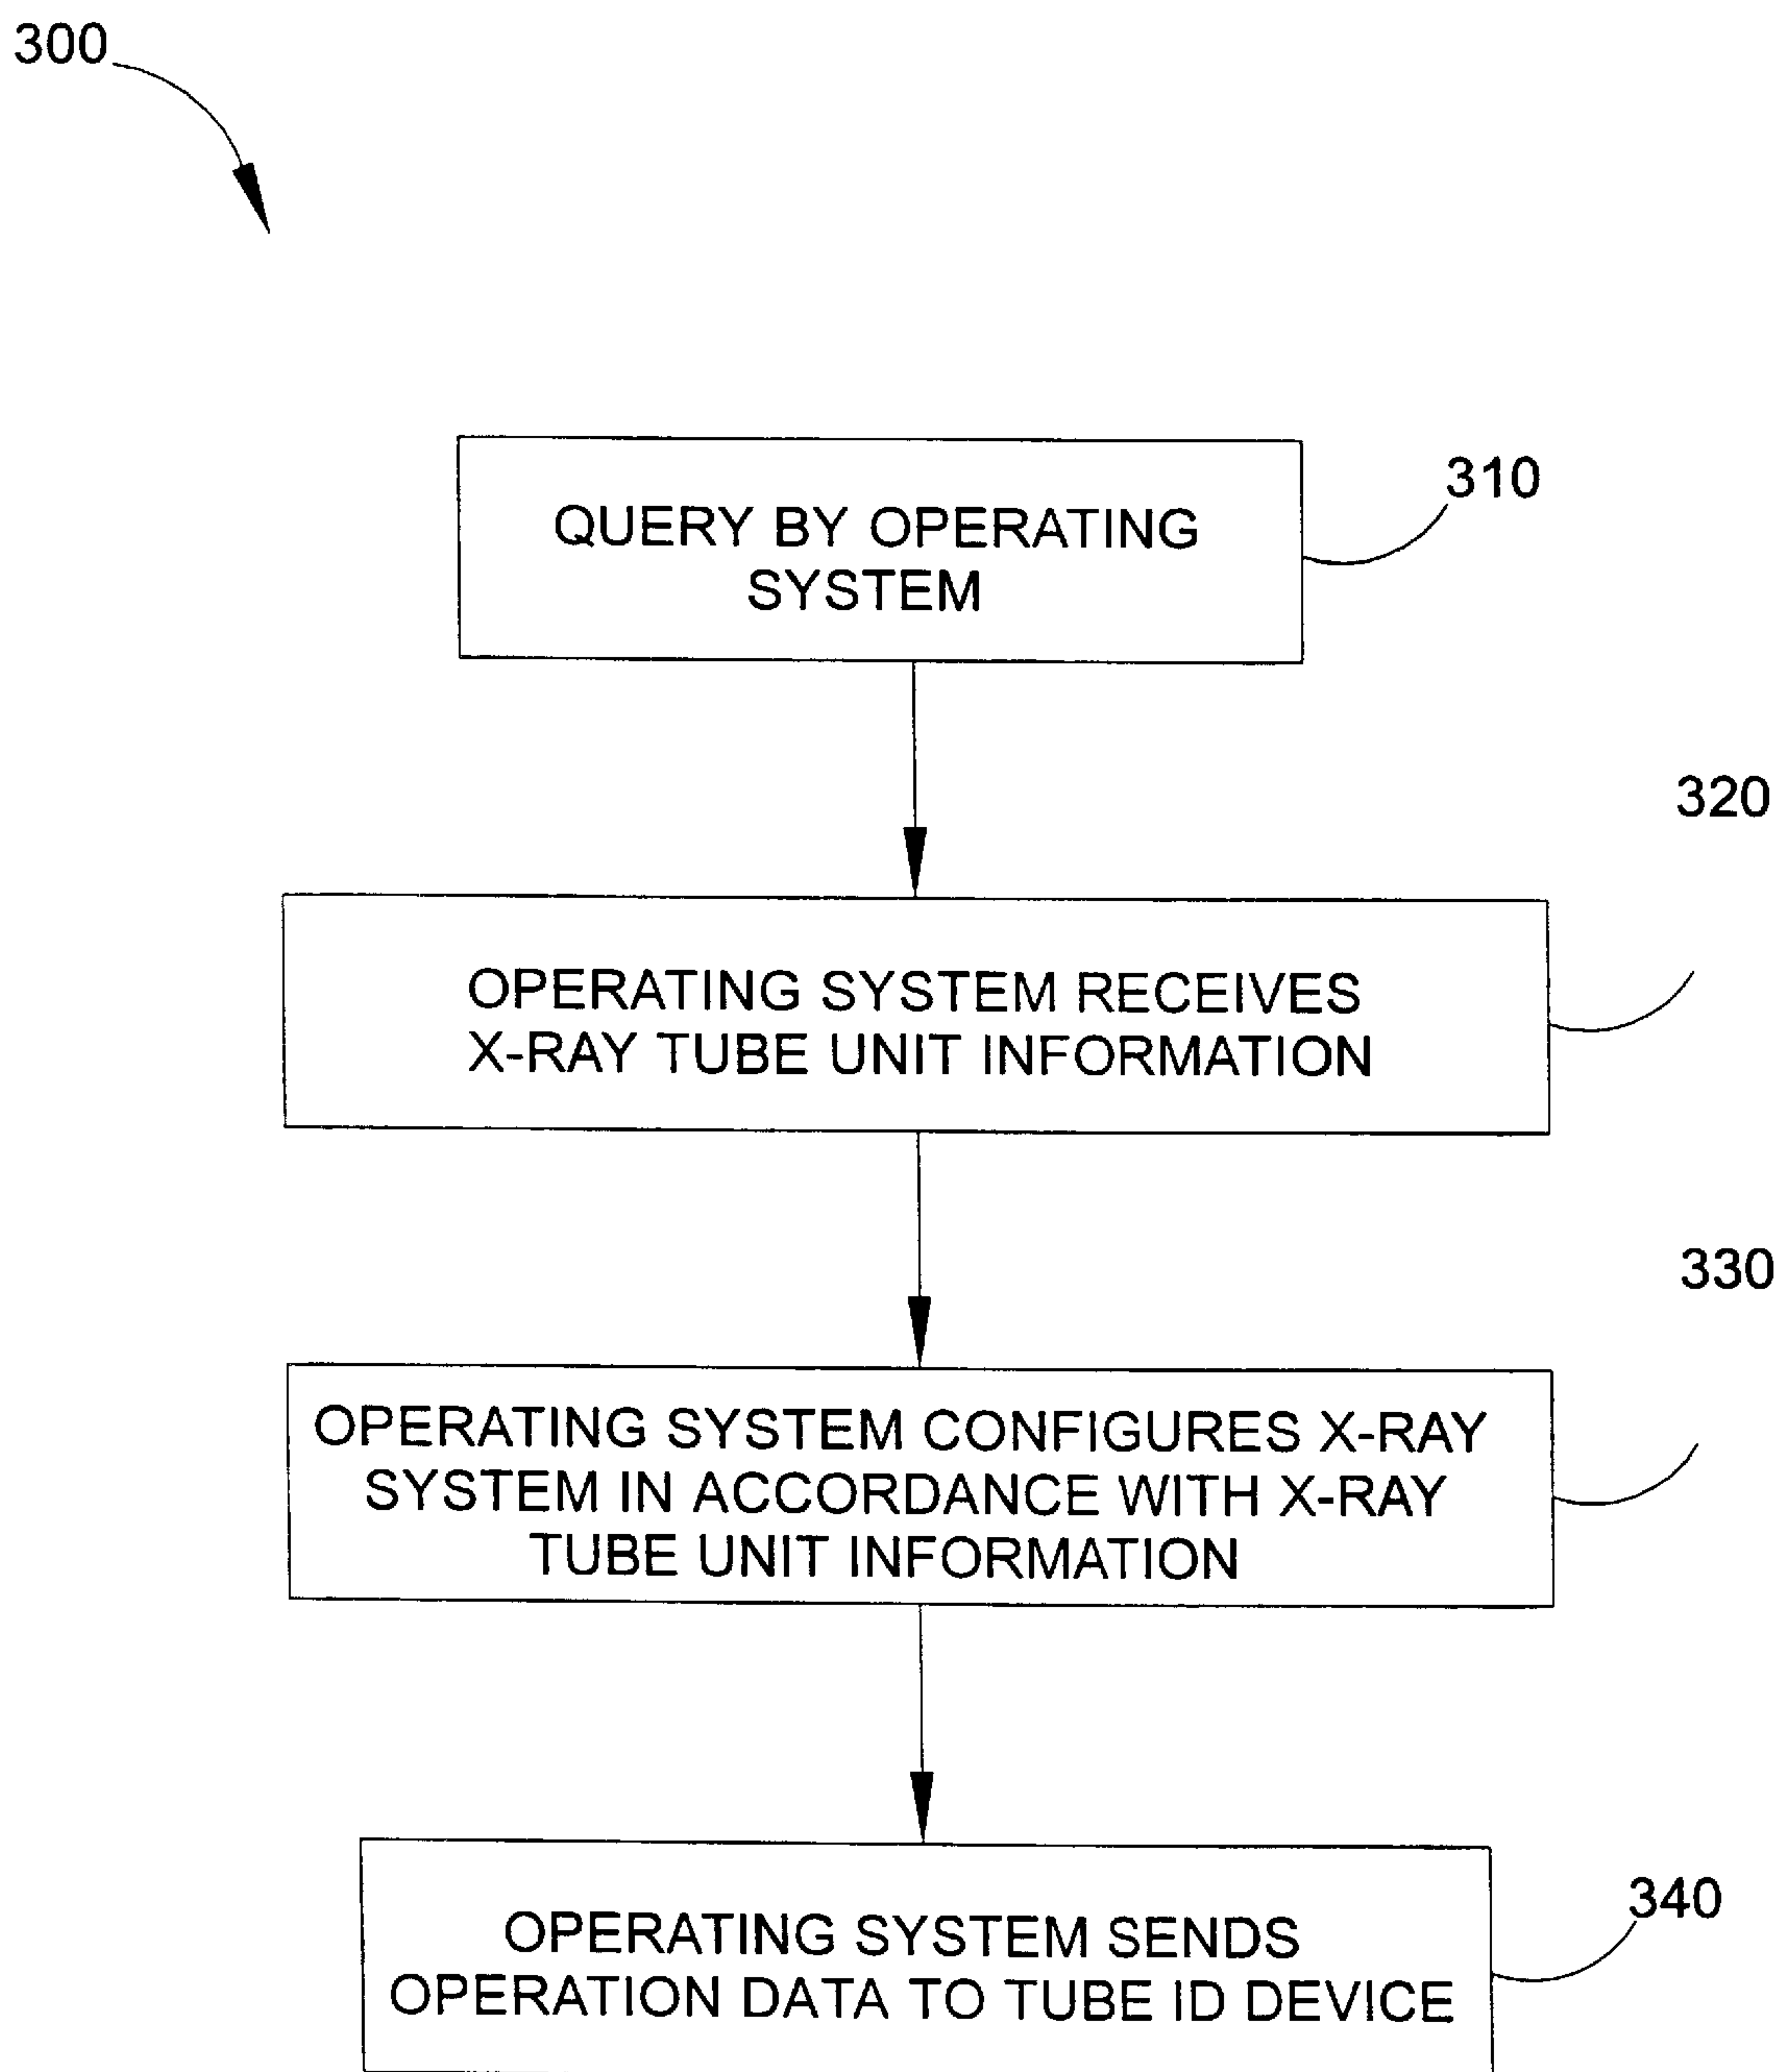 300
310
QUERY BY OPERATING
SYSTEM
320
OPERATING SYSTEM RECEIVES
X-RAY TUBE UNIT INFORMATION
330
OPERATING SYSTEM CONFIGURES X-RAY
SYSTEM IN ACCORDANCE WITH X-RAY
TUBE UNIT INFORMATION
340
OPERATING SYSTEM SENDS
OPERATION DATA TO TUBE ID DEVICE